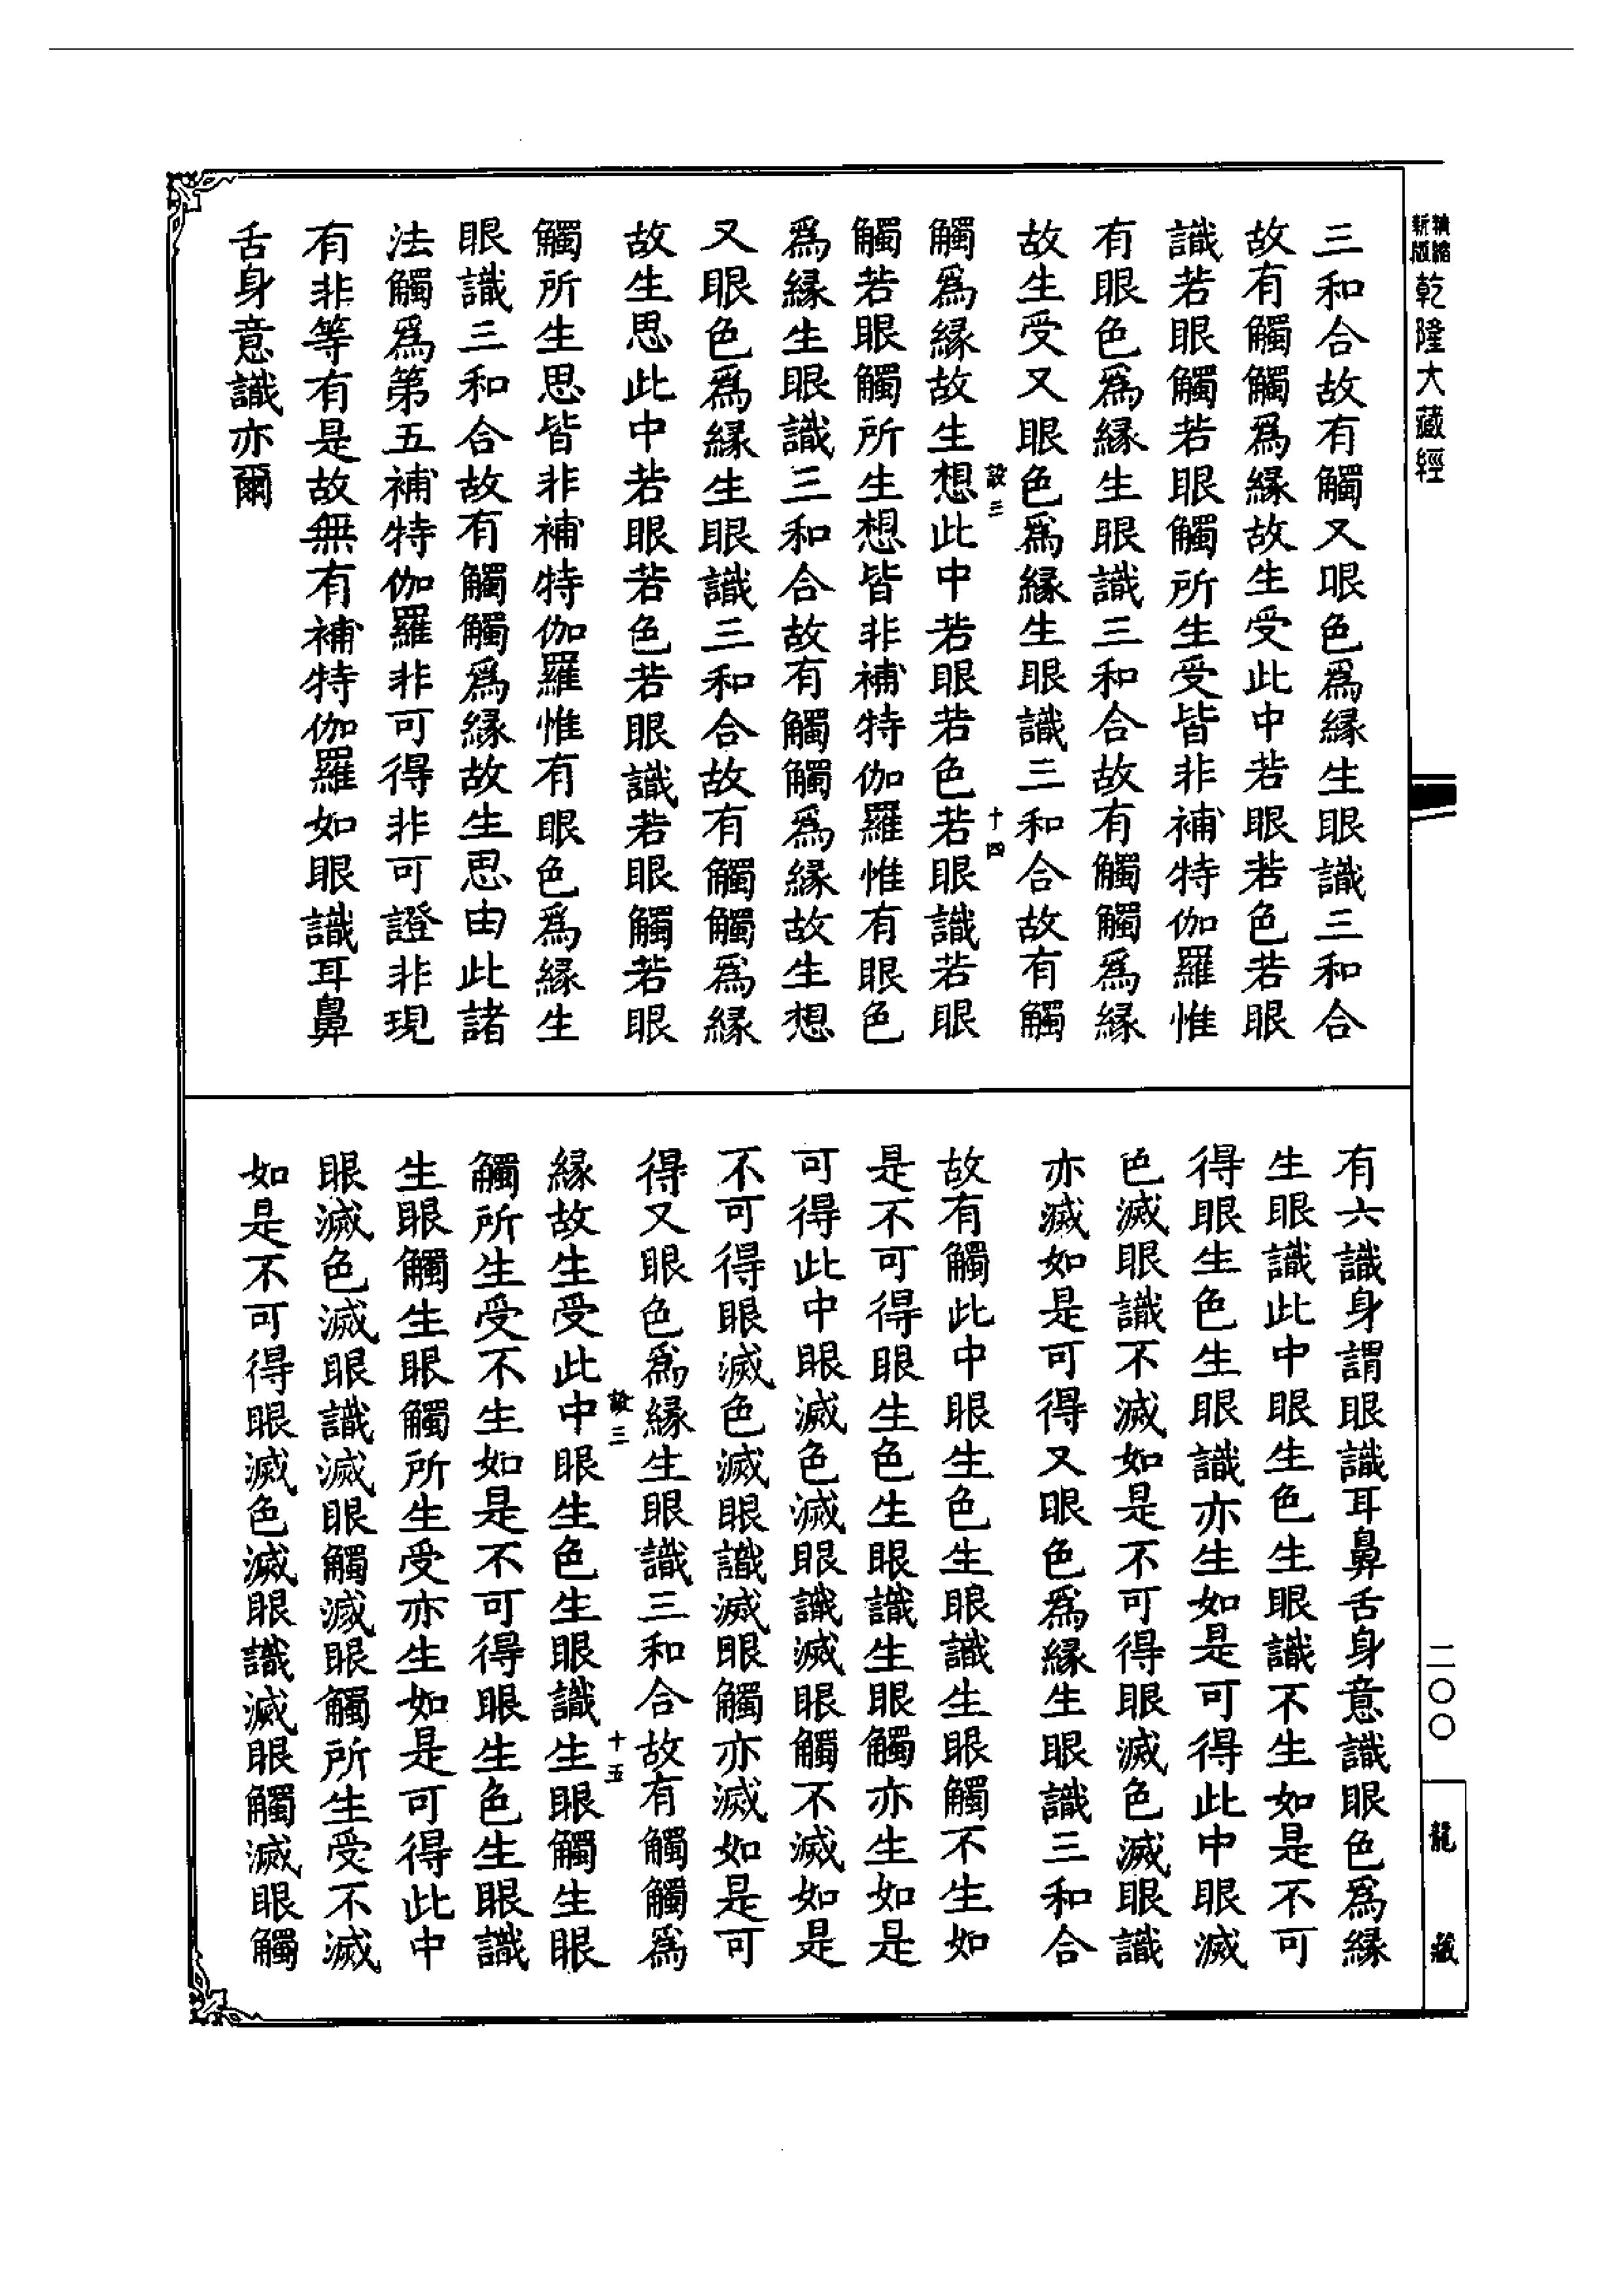 精縮新版乾隆大藏經
三和合故有觸又眼色爲緣生眼識三和合
故有觸觸爲緣故生受此中若眼若色若眼
識若眼觸若眼觸所生受皆非補特伽羅惟
有眼色爲緣生眼識三和合故有觸觸爲緣
故生受又眼色爲緣生眼識三和合故有觸
設三 十四
觸爲緣故生想此中若眼若色若眼識若眼
觸若眼觸所生想皆非補特伽羅惟有眼色
爲緣生眼識三和合故有觸觸爲緣故生想
又眼色爲緣生眼識三和合故有觸觸爲緣
故生思此中若眼若色若眼識若眼觸若眼
觸所生思皆非補特伽羅惟有眼色爲緣生
眼識三和合故有觸觸爲緣故生思由此諸
法觸爲第五補特伽羅非可得非可證非現
有非等有是故無有補特伽羅如眼識耳鼻
舌身意識亦爾
有六識身謂眼識耳鼻舌身意識眼色爲緣
生眼識此中眼生色生眼識不生如是不可
得眼生色生眼識亦生如是可得此中眼滅
色滅眼識不滅如是不可得眼滅色滅眼識
亦滅如是可得又眼色爲緣生眼識三和合
故有觸此中眼生色生眼識生眼觸不生如
是不可得眼生色生眼識生眼觸亦生如是
可得此中眼滅色滅眼識滅眼觸不滅如是
不可得眼滅色滅眼識滅眼觸亦滅如是可
得又眼色爲緣生眼識三和合故有觸觸爲
設三 十五
緣故生受此中眼生色生眼識生眼觸生眼
觸所生受不生如是不可得眼生色生眼識
生眼觸生眼觸所生受亦生如是可得此中
眼滅色滅眼識滅眼觸滅眼觸所生受不滅
如是不可得眼滅色滅眼識滅眼觸滅眼觸
二〇〇
龍藏